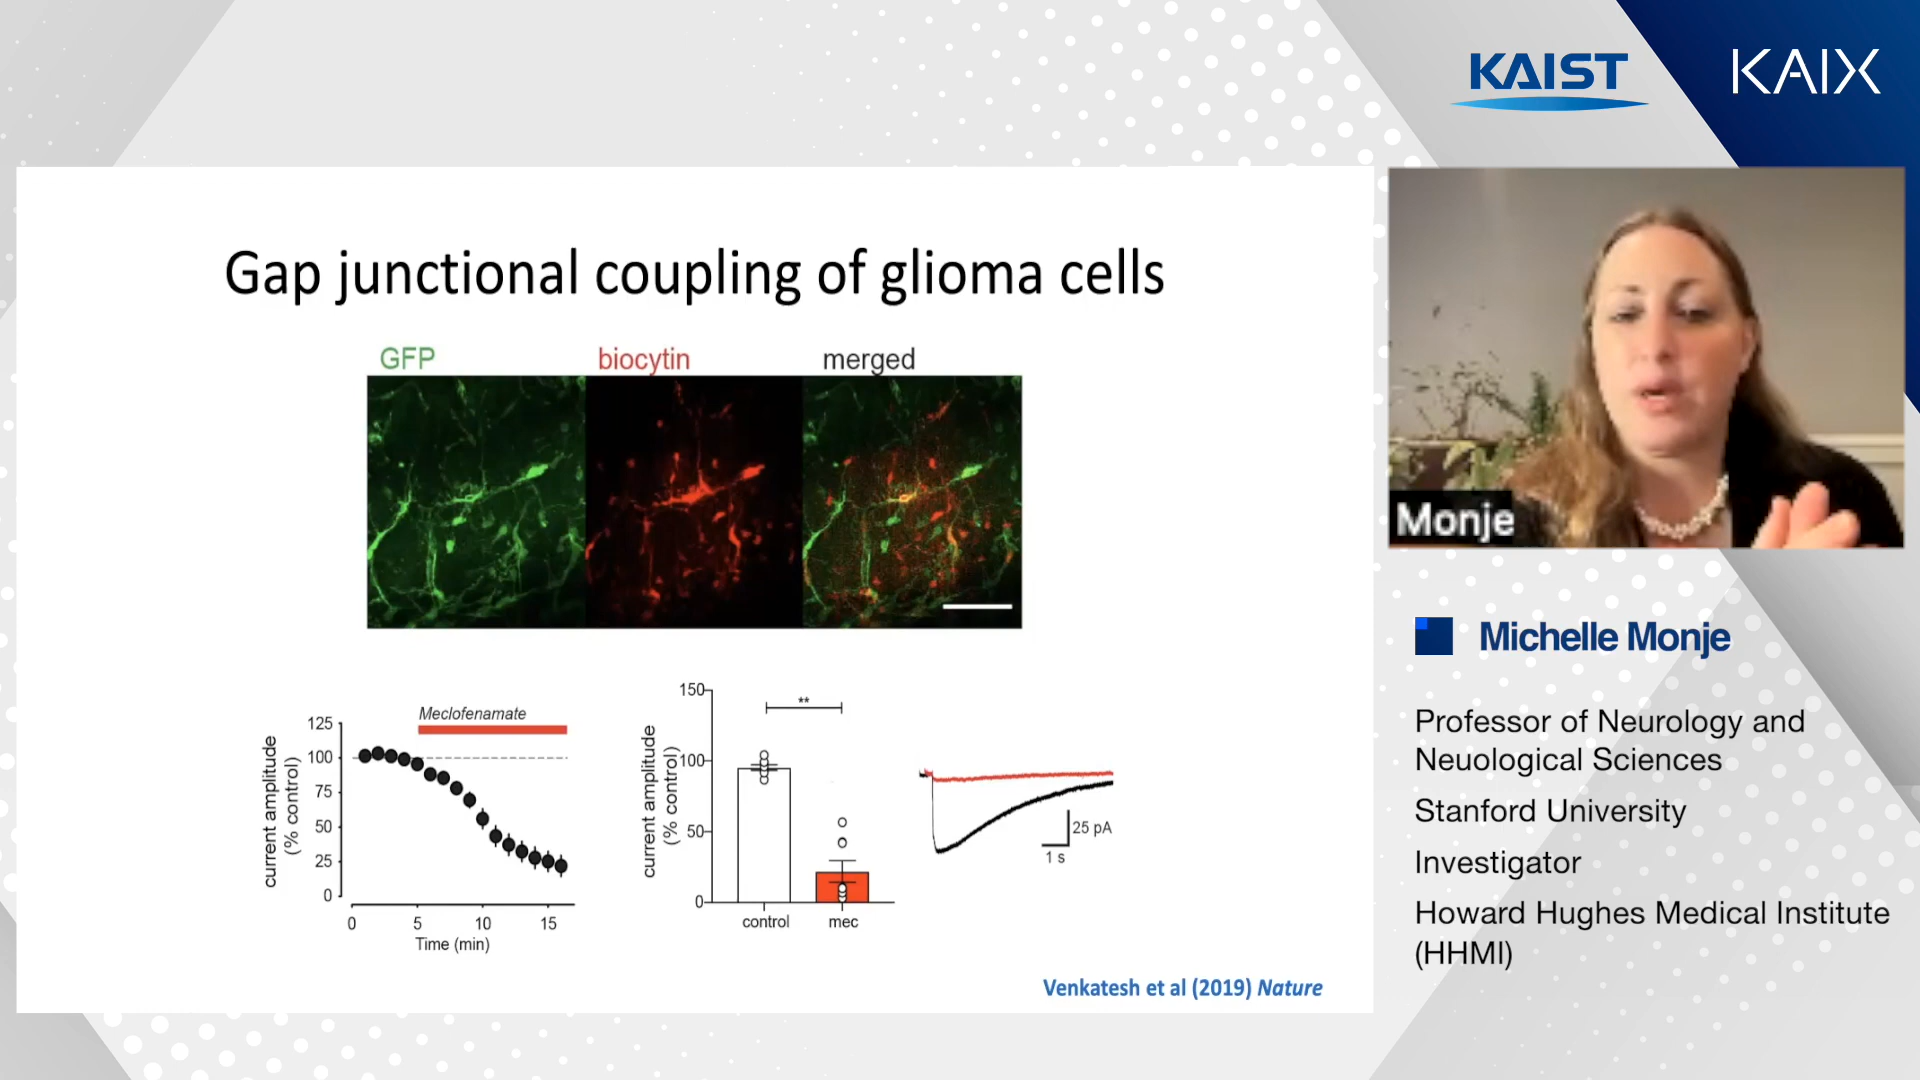 KAIST
KAIX
Gap junctional coupling of glioma cells
GFP
biocytin
merged
Meclofenamate
current amplitude
(% control)
125
100
75
50
25
0
0
5
10
15
Time (min)
current amplitude
(% control)
150
100
50
0
**
control
mec
25 pA
1 s
Venkatesh et al (2019) Nature
Monje
Michelle Monje
Professor of Neurology and
Neuological Sciences
Stanford University
Investigator
Howard Hughes Medical Institute
(HHMI)